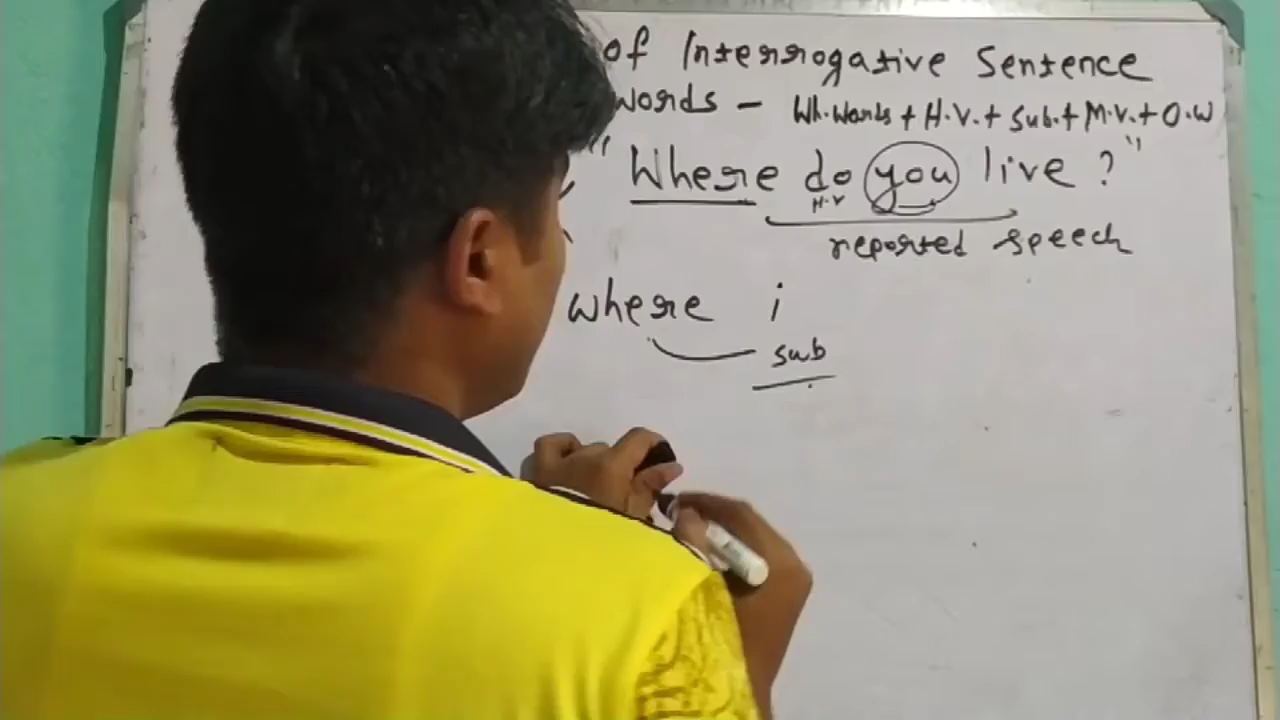 of Interrogative Sentence
words - Wh.Words + H.V. + Sub. + M.V. + O.W
"Where do you live ?"
H.V
reported speech
where i
sub